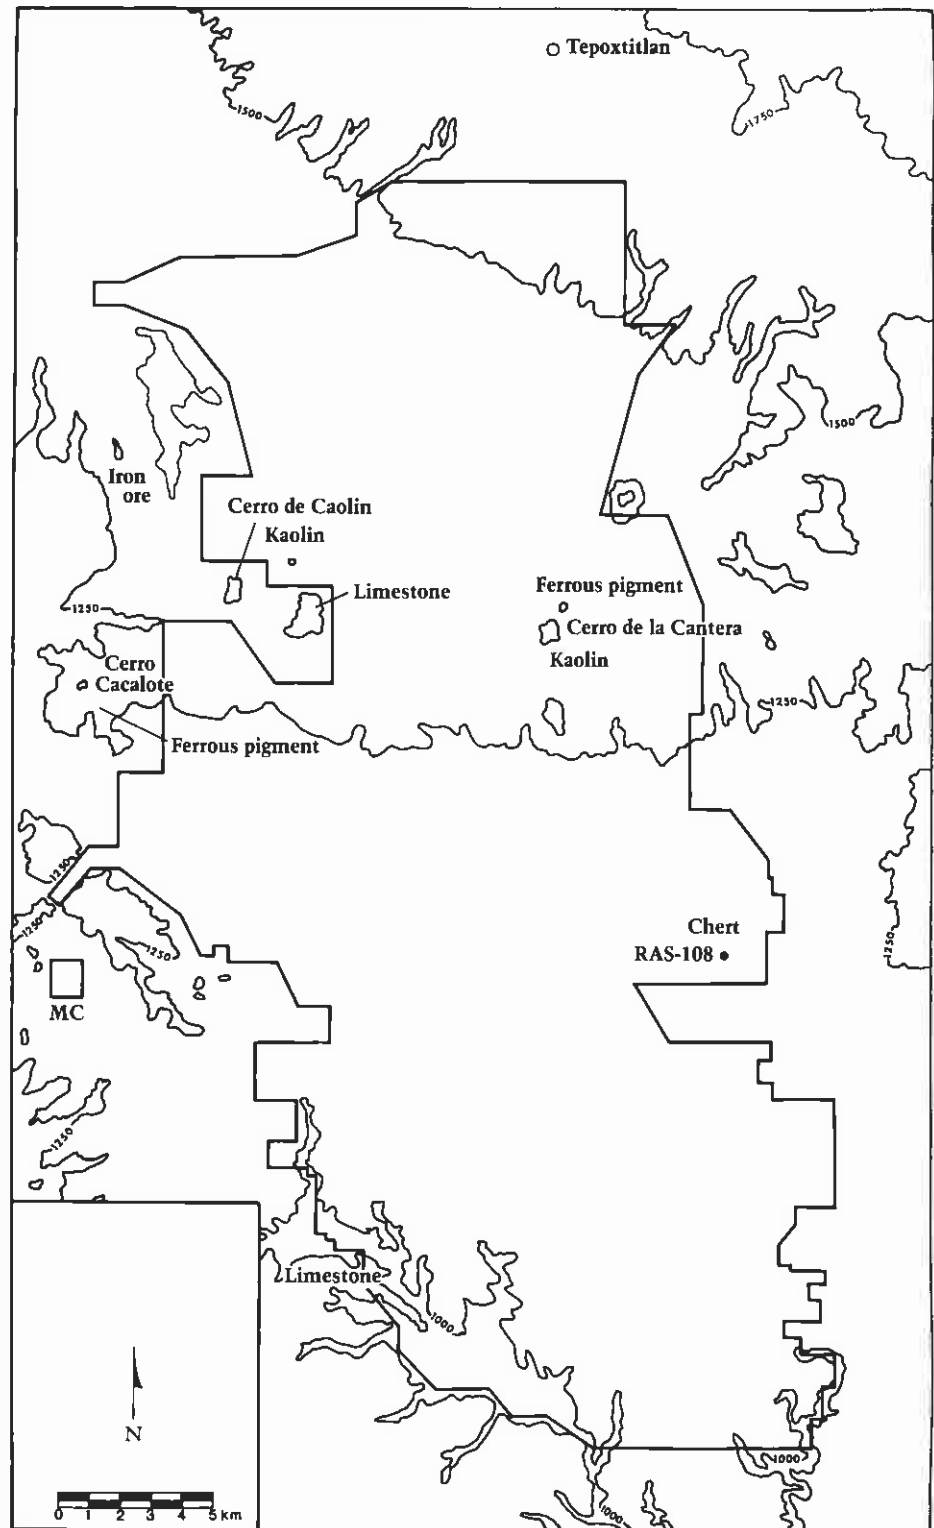 Tepoxtitlan
1500
1750
1500
Iron
ore
Cerro de Caolin
Kaolin
Limestone
Ferrous pigment
Cerro de la Cantera
Kaolin
1250
Cerro
Cacalote
Ferrous pigment
1250
1250
1250
1250
1250
Chert
RAS-108
MC
1250
Limestone
1000
1000
1000
N
0 1 2 3 4 5 km